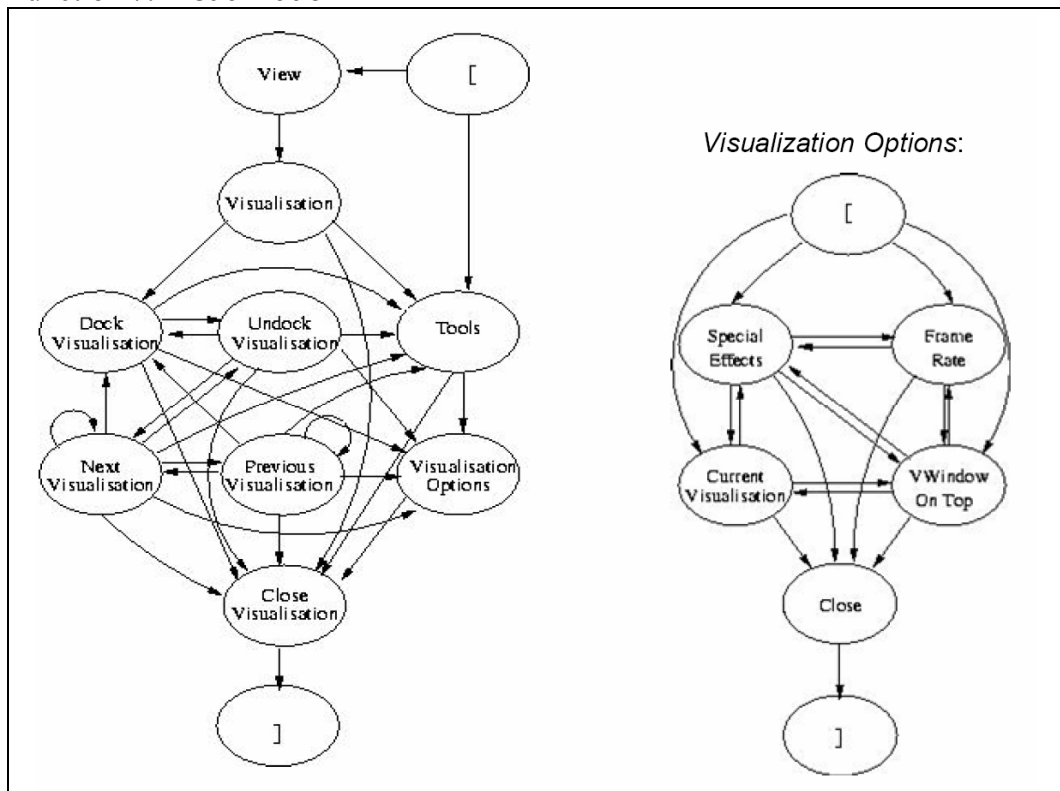 View
[
Visualization Options:
Visualisation
[
Dock
Visualisation
Undock
Visualisation
Tools
Special
Effects
Frame
Rate
Next
Visualisation
Previous
Visualisation
Visualisation
Options
Current
Visualisation
VWindow
On Top
Close
Visualisation
Close
]
]